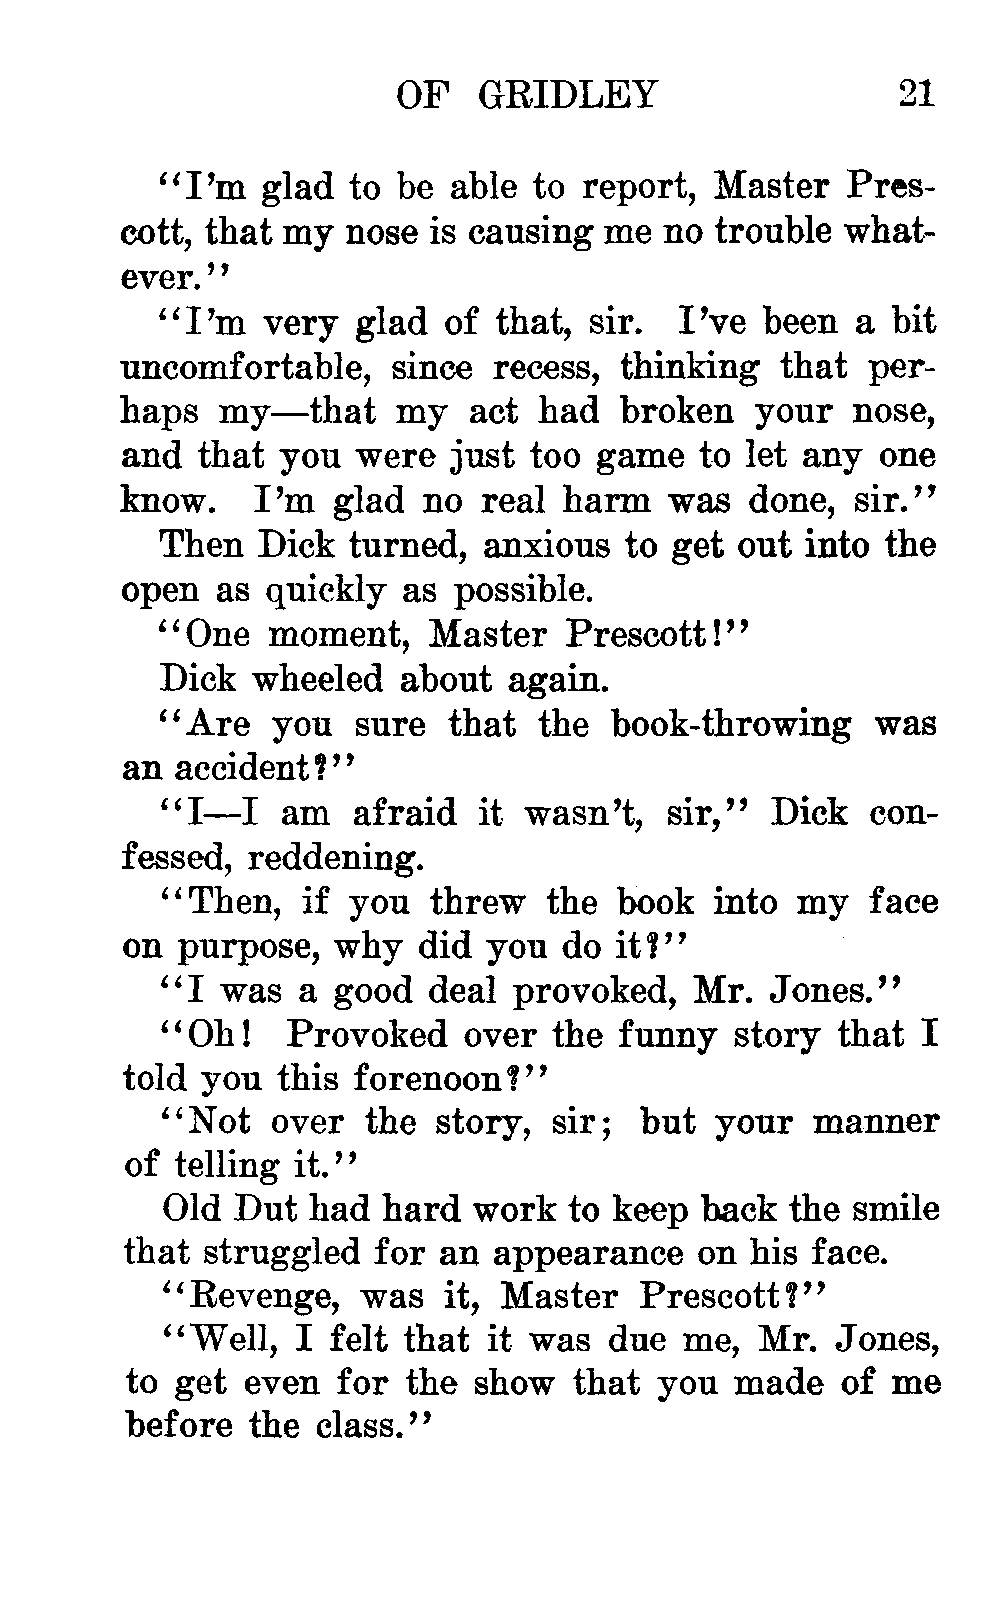 OF GRIDLEY 21
"I'm glad to be able to report, Master Pres-
cott, that my nose is causing me no trouble what-
ever."
"I'm very glad of that, sir. I've been a bit
uncomfortable, since recess, thinking that per-
haps my—that my act had broken your nose,
and that you were just too game to let any one
know. I'm glad no real harm was done, sir."
Then Dick turned, anxious to get out into the
open as quickly as possible.
"One moment, Master Prescott!"
Dick wheeled about again.
"Are you sure that the book-throwing was
an accident?"
"I—I am afraid it wasn't, sir," Dick con-
fessed, reddening.
"Then, if you threw the book into my face
on purpose, why did you do it?"
"I was a good deal provoked, Mr. Jones."
"Oh! Provoked over the funny story that I
told you this forenoon?"
"Not over the story, sir; but your manner
of telling it."
Old Dut had hard work to keep back the smile
that struggled for an appearance on his face.
"Revenge, was it, Master Prescott?"
"Well, I felt that it was due me, Mr. Jones,
to get even for the show that you made of me
before the class."